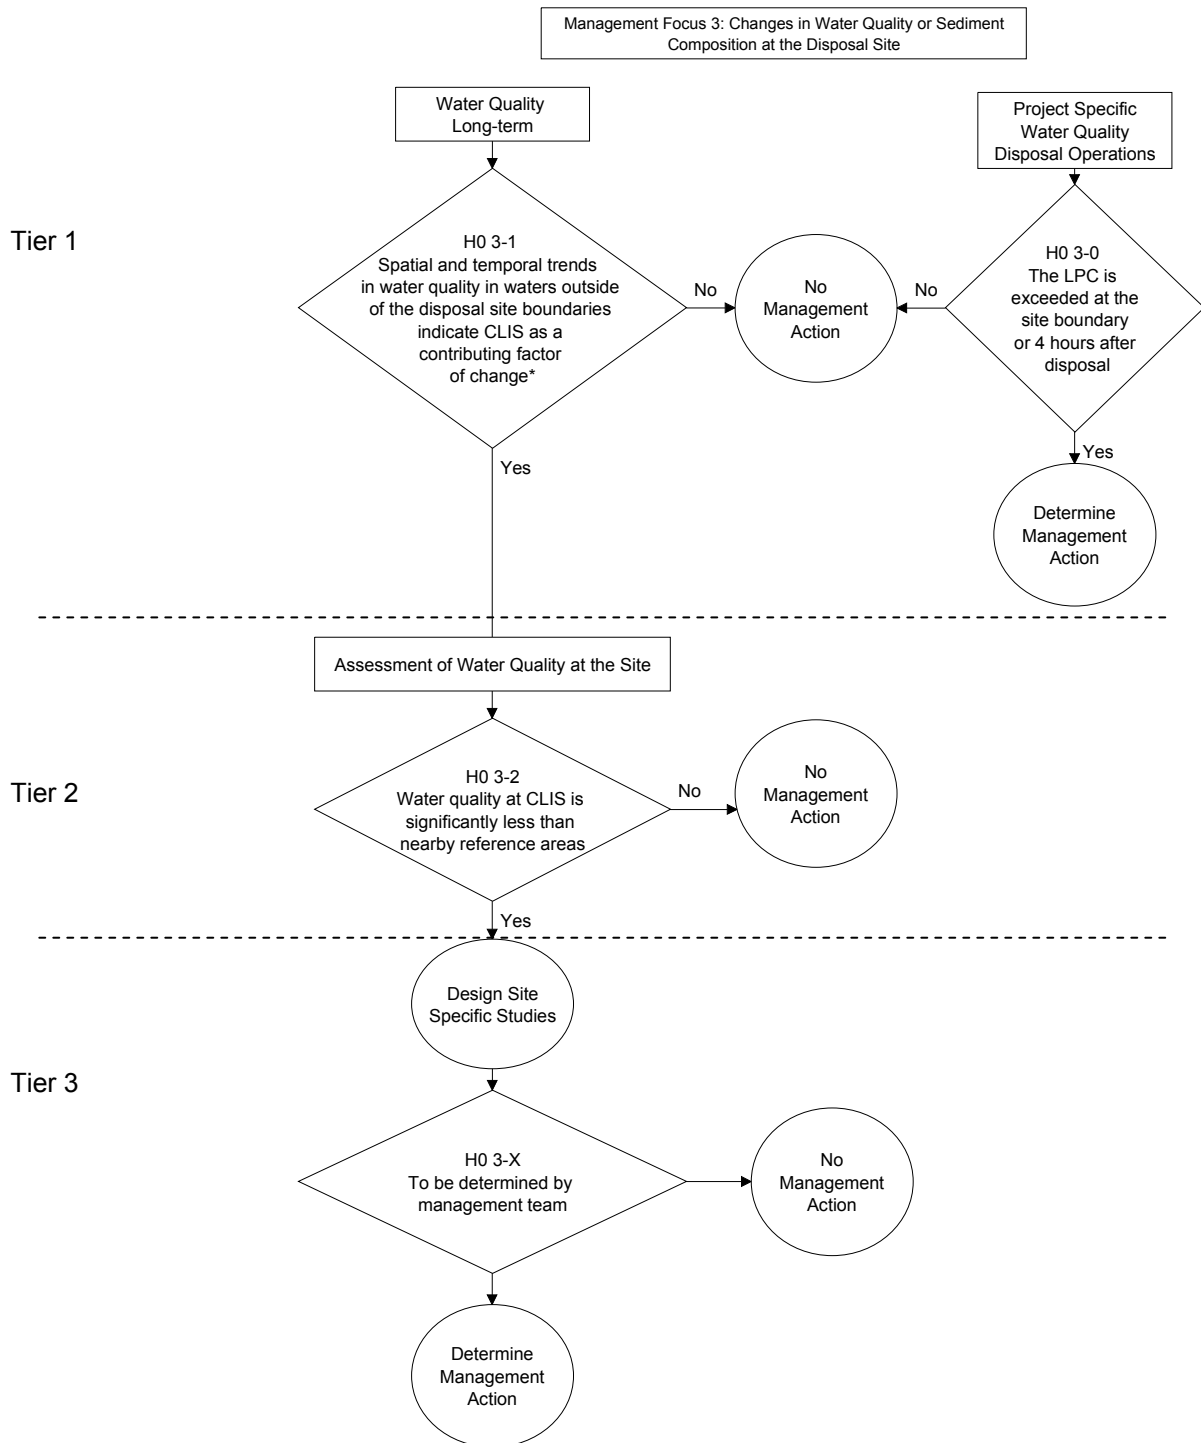 Management Focus 3: Changes in Water Quality or Sediment
Composition at the Disposal Site
Water Quality
Long-term
Project Specific
Water Quality
Disposal Operations
Tier 1
H0 3-1
Spatial and temporal trends
in water quality in waters outside
of the disposal site boundaries
indicate CLIS as a
contributing factor
of change*
No
No
Management
Action
No
H0 3-0
The LPC is
exceeded at the
site boundary
or 4 hours after
disposal
Yes
Yes
Determine
Management
Action
Assessment of Water Quality at the Site
Tier 2
H0 3-2
Water quality at CLIS is
significantly less than
nearby reference areas
No
No
Management
Action
Yes
Design Site
Specific Studies
Tier 3
H0 3-X
To be determined by
management team
No
Management
Action
Determine
Management
Action